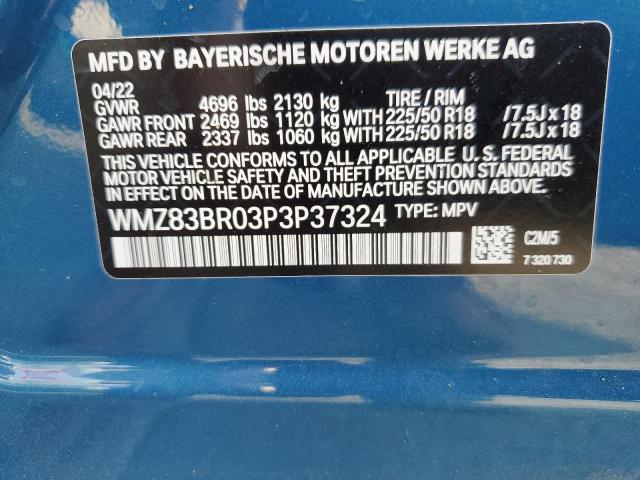 MFD BY BAYERISCHE MOTOREN WERKE AG
04/22
GVWR 4696 lbs 2130 kg TIRE / RIM
GAWR FRONT 2469 lbs 1120 kg WITH 225/50 R18 /7.5J x 18
GAWR REAR 2337 lbs 1060 kg WITH 225/50 R18 /7.5J x 18
THIS VEHICLE CONFORMS TO ALL APPLICABLE U. S. FEDERAL
MOTOR VEHICLE SAFETY AND THEFT PREVENTION STANDARDS
IN EFFECT ON THE DATE OF MANUFACTURE SHOWN ABOVE.
WMZ83BR03P3P37324 TYPE: MPV
C2M/5
7 320 730